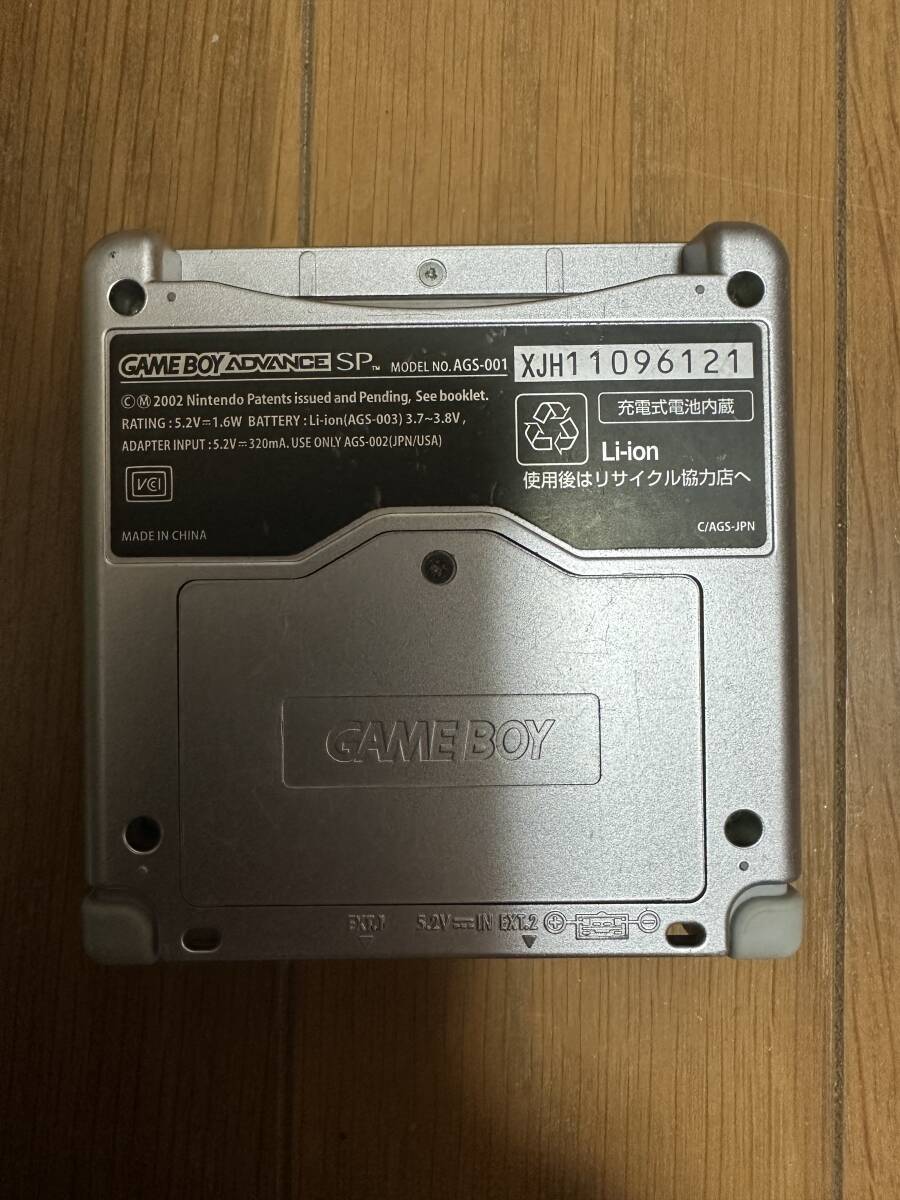 GAME BOY ADVANCE SP™ MODEL NO. AGS-001 XJH11096121
©Ⓜ 2002 Nintendo Patents issued and Pending, See booklet.
RATING : 5.2V⎓1.6W BATTERY : Li-ion(AGS-003) 3.7~3.8V,
ADAPTER INPUT : 5.2V⎓320mA. USE ONLY AGS-002(JPN/USA)
VCI
MADE IN CHINA
充電式電池内蔵
Li-ion
使用後はリサイクル協力店へ
C/AGS-JPN
GAME BOY
EXT.1 5.2V⎓IN EXT.2